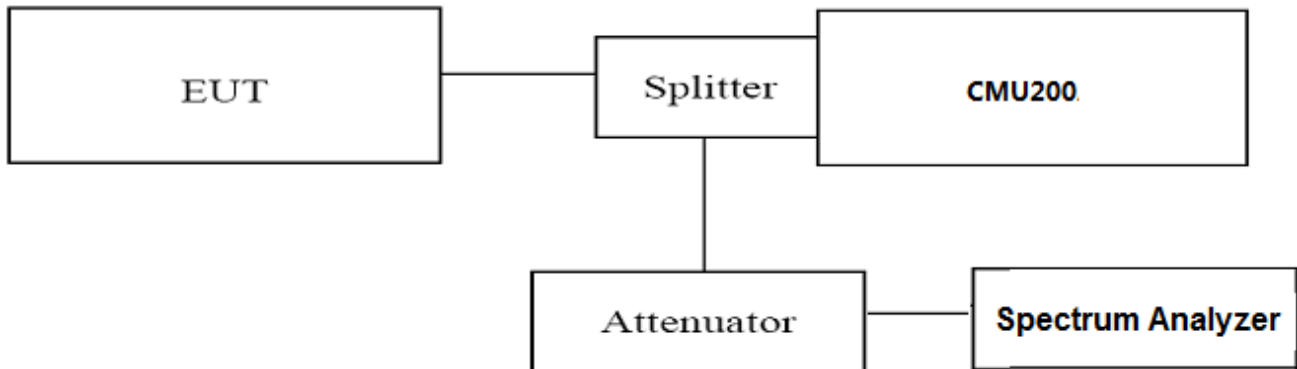 EUT
Splitter
CMU200.
Attenuator
Spectrum Analyzer